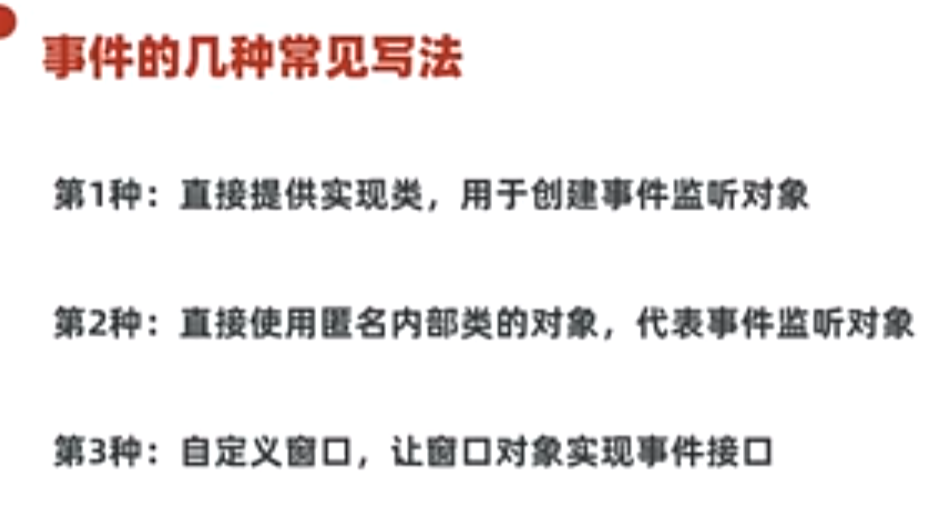 事件的几种常见写法
第1种：直接提供实现类，用于创建事件监听对象
第2种：直接使用匿名内部类的对象，代表事件监听对象
第3种：自定义窗口，让窗口对象实现事件接口